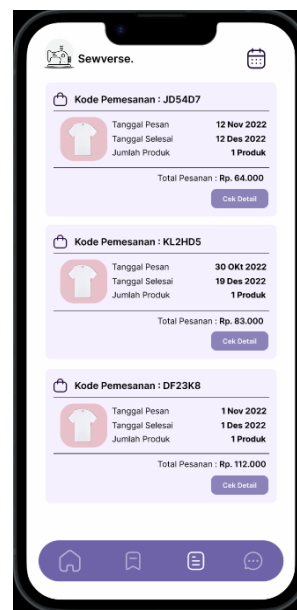 Sewverse.
Kode Pemesanan : JD54D7
Tanggal Pesan 12 Nov 2022
Tanggal Selesai 12 Des 2022
Jumlah Produk 1 Produk
Total Pesanan : Rp. 64.000
Cek Detail
Kode Pemesanan : KL2HD5
Tanggal Pesan 30 OKt 2022
Tanggal Selesai 19 Des 2022
Jumlah Produk 1 Produk
Total Pesanan : Rp. 83.000
Cek Detail
Kode Pemesanan : DF23K8
Tanggal Pesan 1 Nov 2022
Tanggal Selesai 1 Des 2022
Jumlah Produk 1 Produk
Total Pesanan : Rp. 112.000
Cek Detail